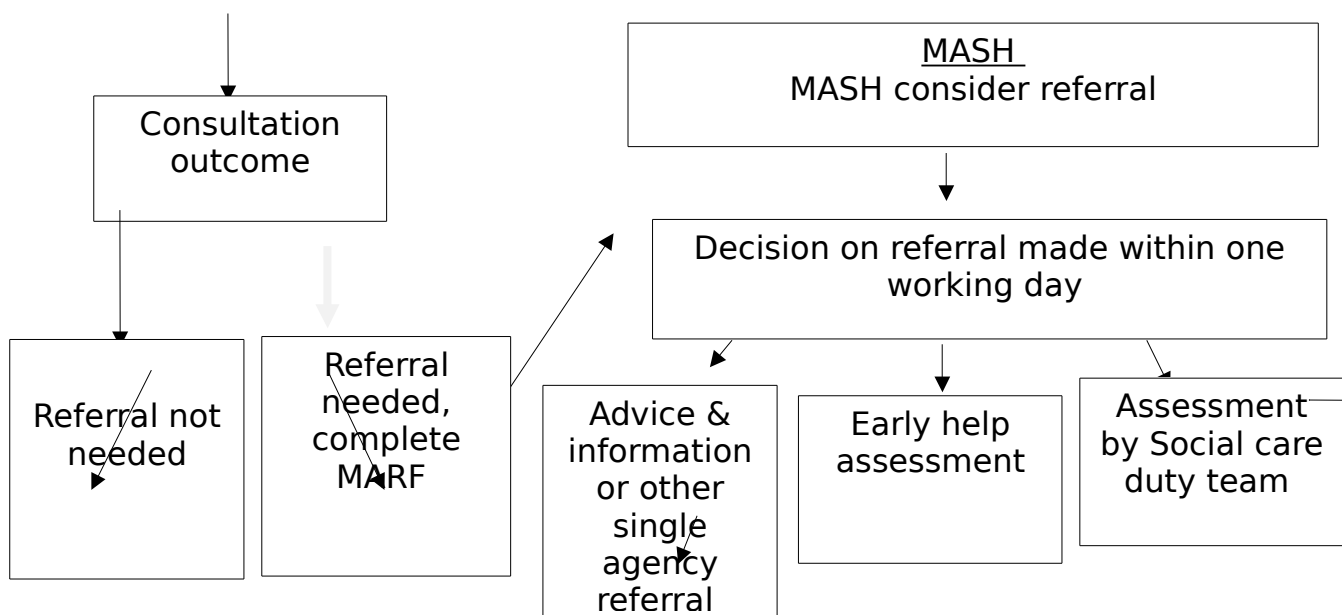 Consultation
outcome
Referral not
needed
Referral
needed,
complete
MARF
MASH
MASH consider referral
Decision on referral made within one
working day
Advice &
information
or other
single
agency
referral
Early help
assessment
Assessment
by Social care
duty team